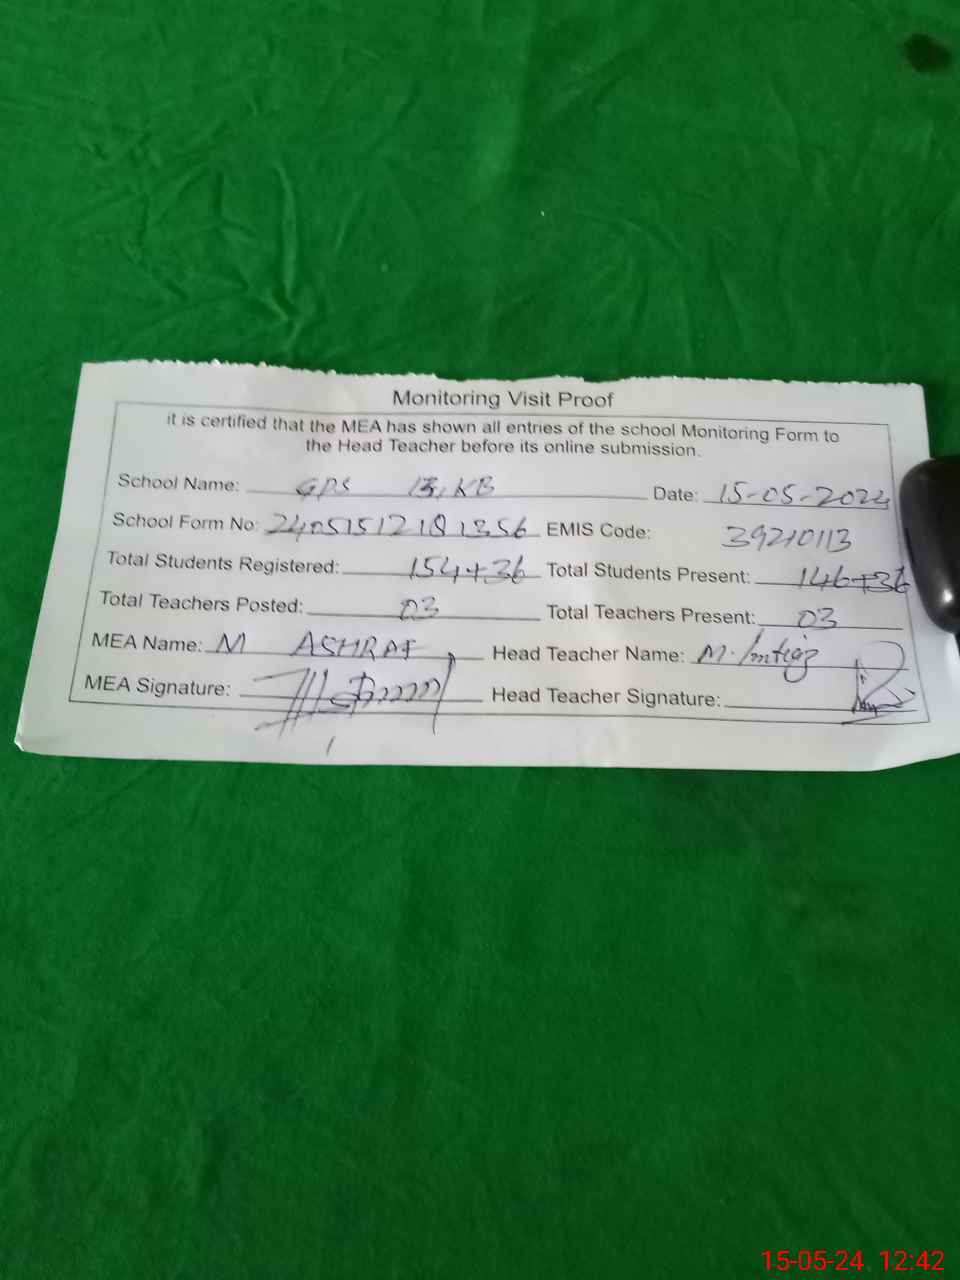 Monitoring Visit Proof
it is certified that the MEA has shown all entries of the school Monitoring Form to
the Head Teacher before its online submission.
School Name: GPS 13, KB Date: 15-05-2024
School Form No: EMIS Code: 39210113
Total Students Registered: 154+36 Total Students Present: 146+36
Total Teachers Posted: 03 Total Teachers Present: 03
MEA Name: M ASHRAF Head Teacher Name: M. Imtiaz
MEA Signature: Head Teacher Signature:
15-05-24, 12:42